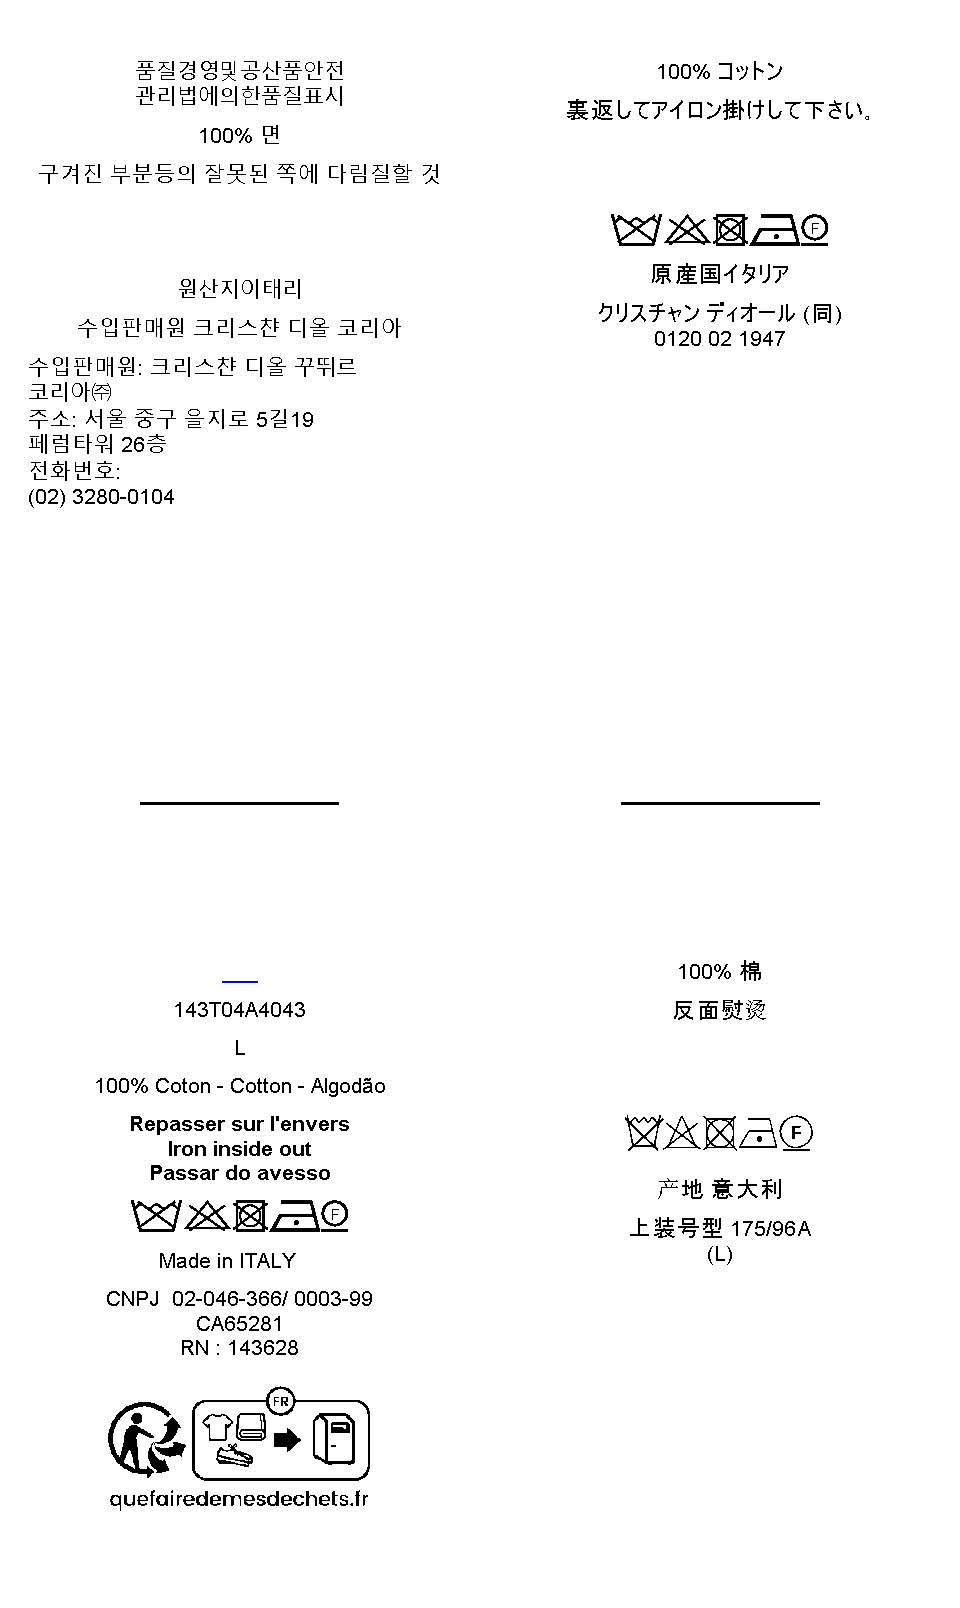 품질경영및공산품안전
관리법에의한품질표시
100% 면
구겨진 부분등의 잘못된 쪽에 다림질할 것
원산지이태리
수입판매원 크리스챤 디올 코리아
수입판매원: 크리스챤 디올 꾸뛰르
코리아㈜
주소: 서울 중구 을지로 5길19
페럼타워 26층
전화번호:
(02) 3280-0104
100% コットン
裏返してアイロン掛けして下さい。
F
原産国イタリア
クリスチャン ディオール (同)
0120 02 1947
143T04A4043
L
100% Coton - Cotton - Algodão
Repasser sur l'envers
Iron inside out
Passar do avesso
F
Made in ITALY
CNPJ 02-046-366/ 0003-99
CA65281
RN : 143628
FR
quefairedemesdechets.fr
100% 棉
反面熨烫
F
产地 意大利
上装号型 175/96A
(L)